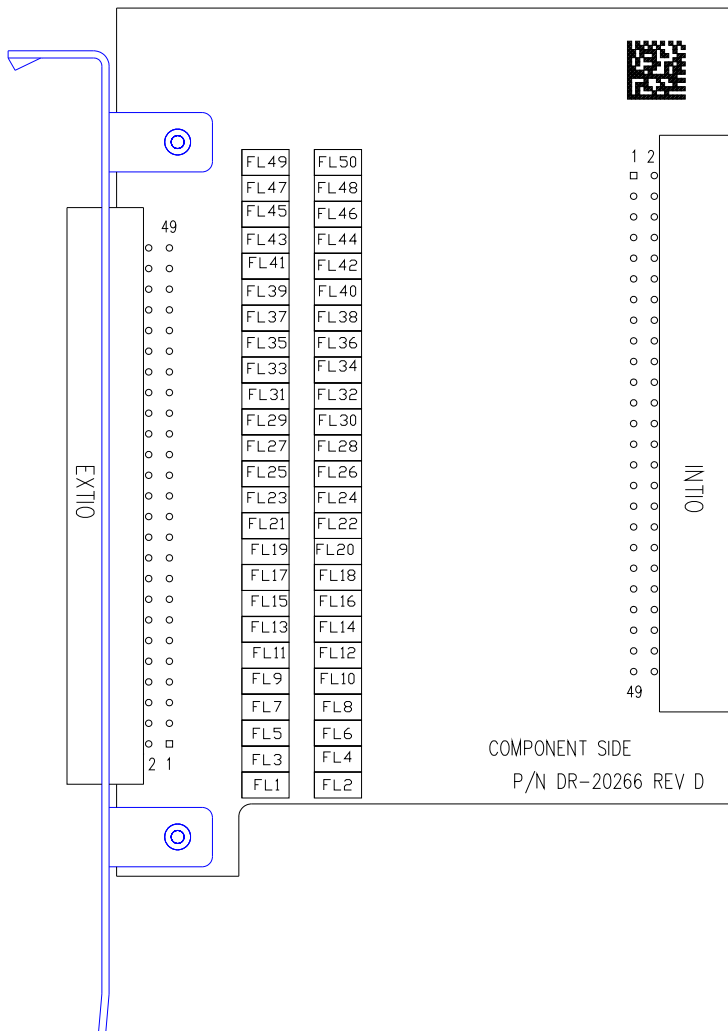 1 2
FL49 FL50
FL47 FL48
FL45 FL46
49
FL43 FL44
FL41 FL42
FL39 FL40
FL37 FL38
FL35 FL36
FL33 FL34
FL31 FL32
FL29 FL30
FL27 FL28
FL25 FL26
EXTIO
INTIO
FL23 FL24
FL21 FL22
FL19 FL20
FL17 FL18
FL15 FL16
FL13 FL14
FL11 FL12
FL9 FL10
49
FL7 FL8
FL5 FL6
COMPONENT SIDE
2 1
FL3 FL4
FL1 FL2
P/N DR-20266 REV D